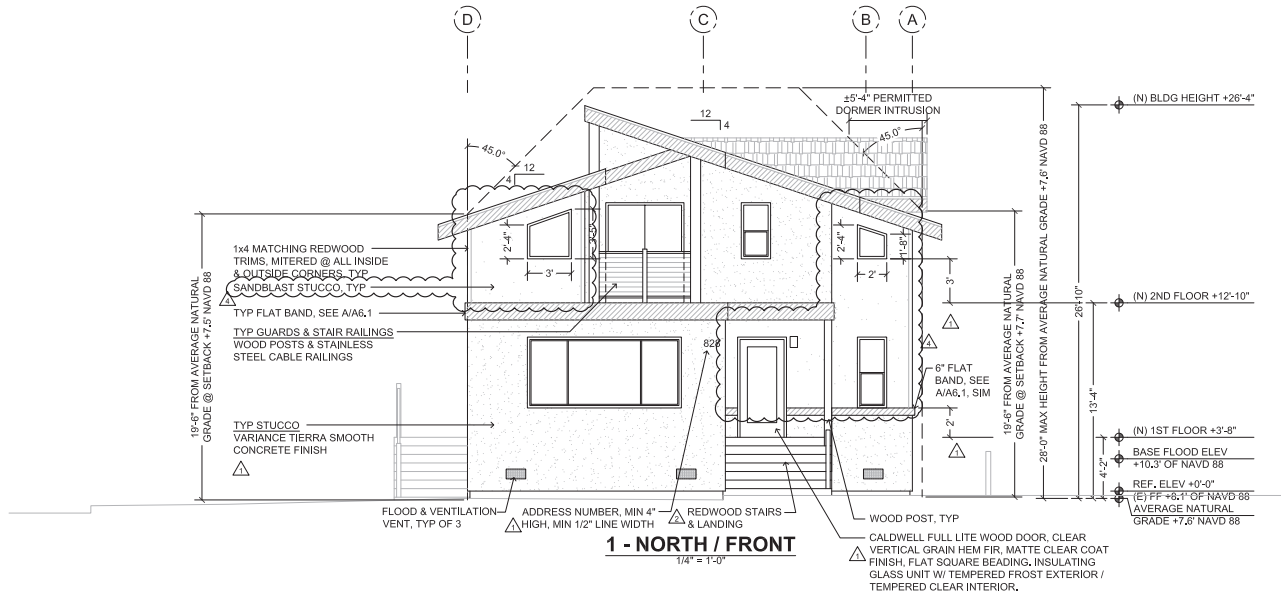 D
C
B
A
±5'-4" PERMITTED
DORMER INTRUSION
(N) BLDG HEIGHT +26'-4"
12
4
45.0°
45.0°
12
4
1x4 MATCHING REDWOOD
TRIMS, MITERED @ ALL INSIDE
& OUTSIDE CORNERS, TYP
SANDBLAST STUCCO, TYP
4
TYP FLAT BAND, SEE A/A6.1
TYP GUARDS & STAIR RAILINGS
WOOD POSTS & STAINLESS
STEEL CABLE RAILINGS
19'-6" FROM AVERAGE NATURAL
GRADE @ SETBACK +7.5' NAVD 88
TYP STUCCO
VARIANCE TIERRA SMOOTH
CONCRETE FINISH
1
2'-4"
3'
2'-4"
1'-8"
2'
3'
1
4
828
6" FLAT
BAND, SEE
A/A6.1, SIM
2'
1
19'-6" FROM AVERAGE NATURAL
GRADE @ SETBACK +7.7' NAVD 88
28'-0" MAX HEIGHT FROM AVERAGE NATURAL GRADE +7.6' NAVD 88
26'-10"
13'-4"
4'-2"
(N) 2ND FLOOR +12'-10"
(N) 1ST FLOOR +3'-8"
BASE FLOOD ELEV
+10.3' OF NAVD 88
REF. ELEV +0'-0"
(E) FF +8.1' OF NAVD 88
AVERAGE NATURAL
GRADE +7.6' NAVD 88
FLOOD & VENTILATION
VENT, TYP OF 3
1
ADDRESS NUMBER, MIN 4"
HIGH, MIN 1/2" LINE WIDTH
2
REDWOOD STAIRS
& LANDING
WOOD POST, TYP
CALDWELL FULL LITE WOOD DOOR, CLEAR
VERTICAL GRAIN HEM FIR, MATTE CLEAR COAT
FINISH, FLAT SQUARE BEADING. INSULATING
GLASS UNIT W/ TEMPERED FROST EXTERIOR /
TEMPERED CLEAR INTERIOR.
1
1 - NORTH / FRONT
1/4" = 1'-0"